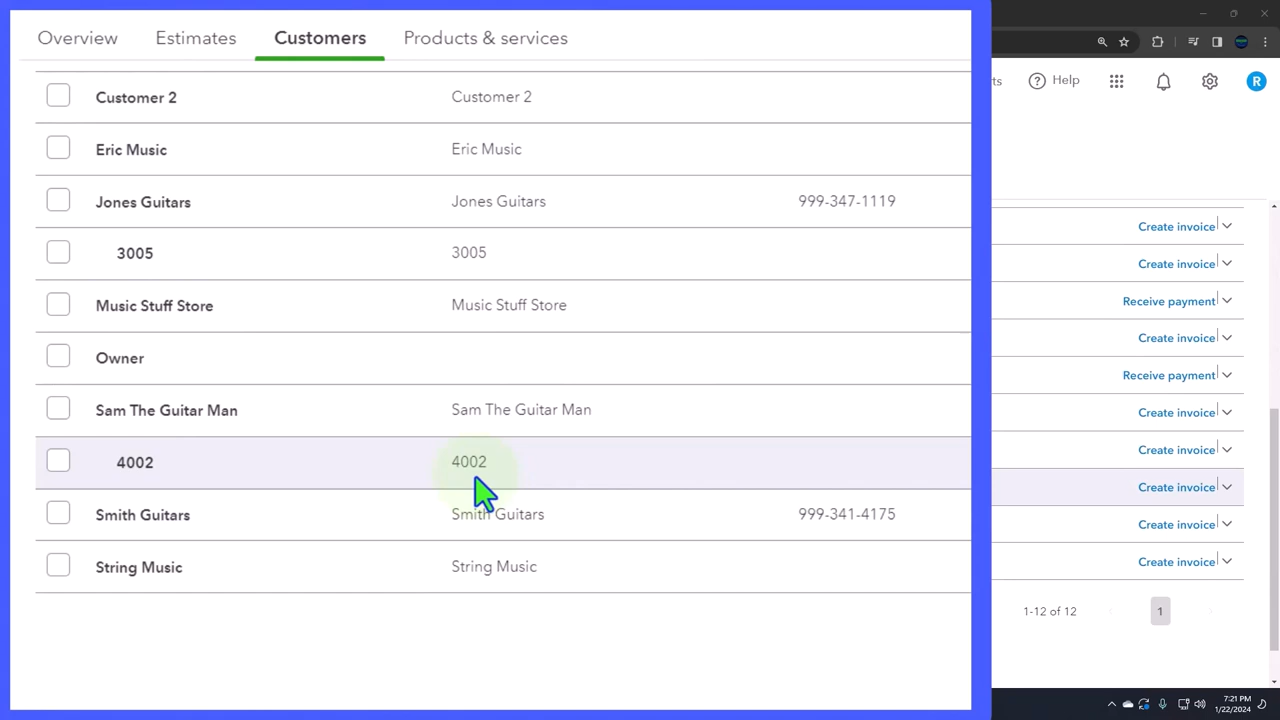 Overview Estimates Customers Products & services
Customer 2 Customer 2
Eric Music Eric Music
Jones Guitars Jones Guitars 999-347-1119
3005 3005
Music Stuff Store Music Stuff Store
Owner
Sam The Guitar Man Sam The Guitar Man
4002 4002
Smith Guitars Smith Guitars 999-341-4175
String Music String Music
rts ? Help R
Create invoice
Create invoice
Receive payment
Create invoice
Receive payment
Create invoice
Create invoice
Create invoice
Create invoice
Create invoice
1-12 of 12 1
7:21 PM
1/22/2024